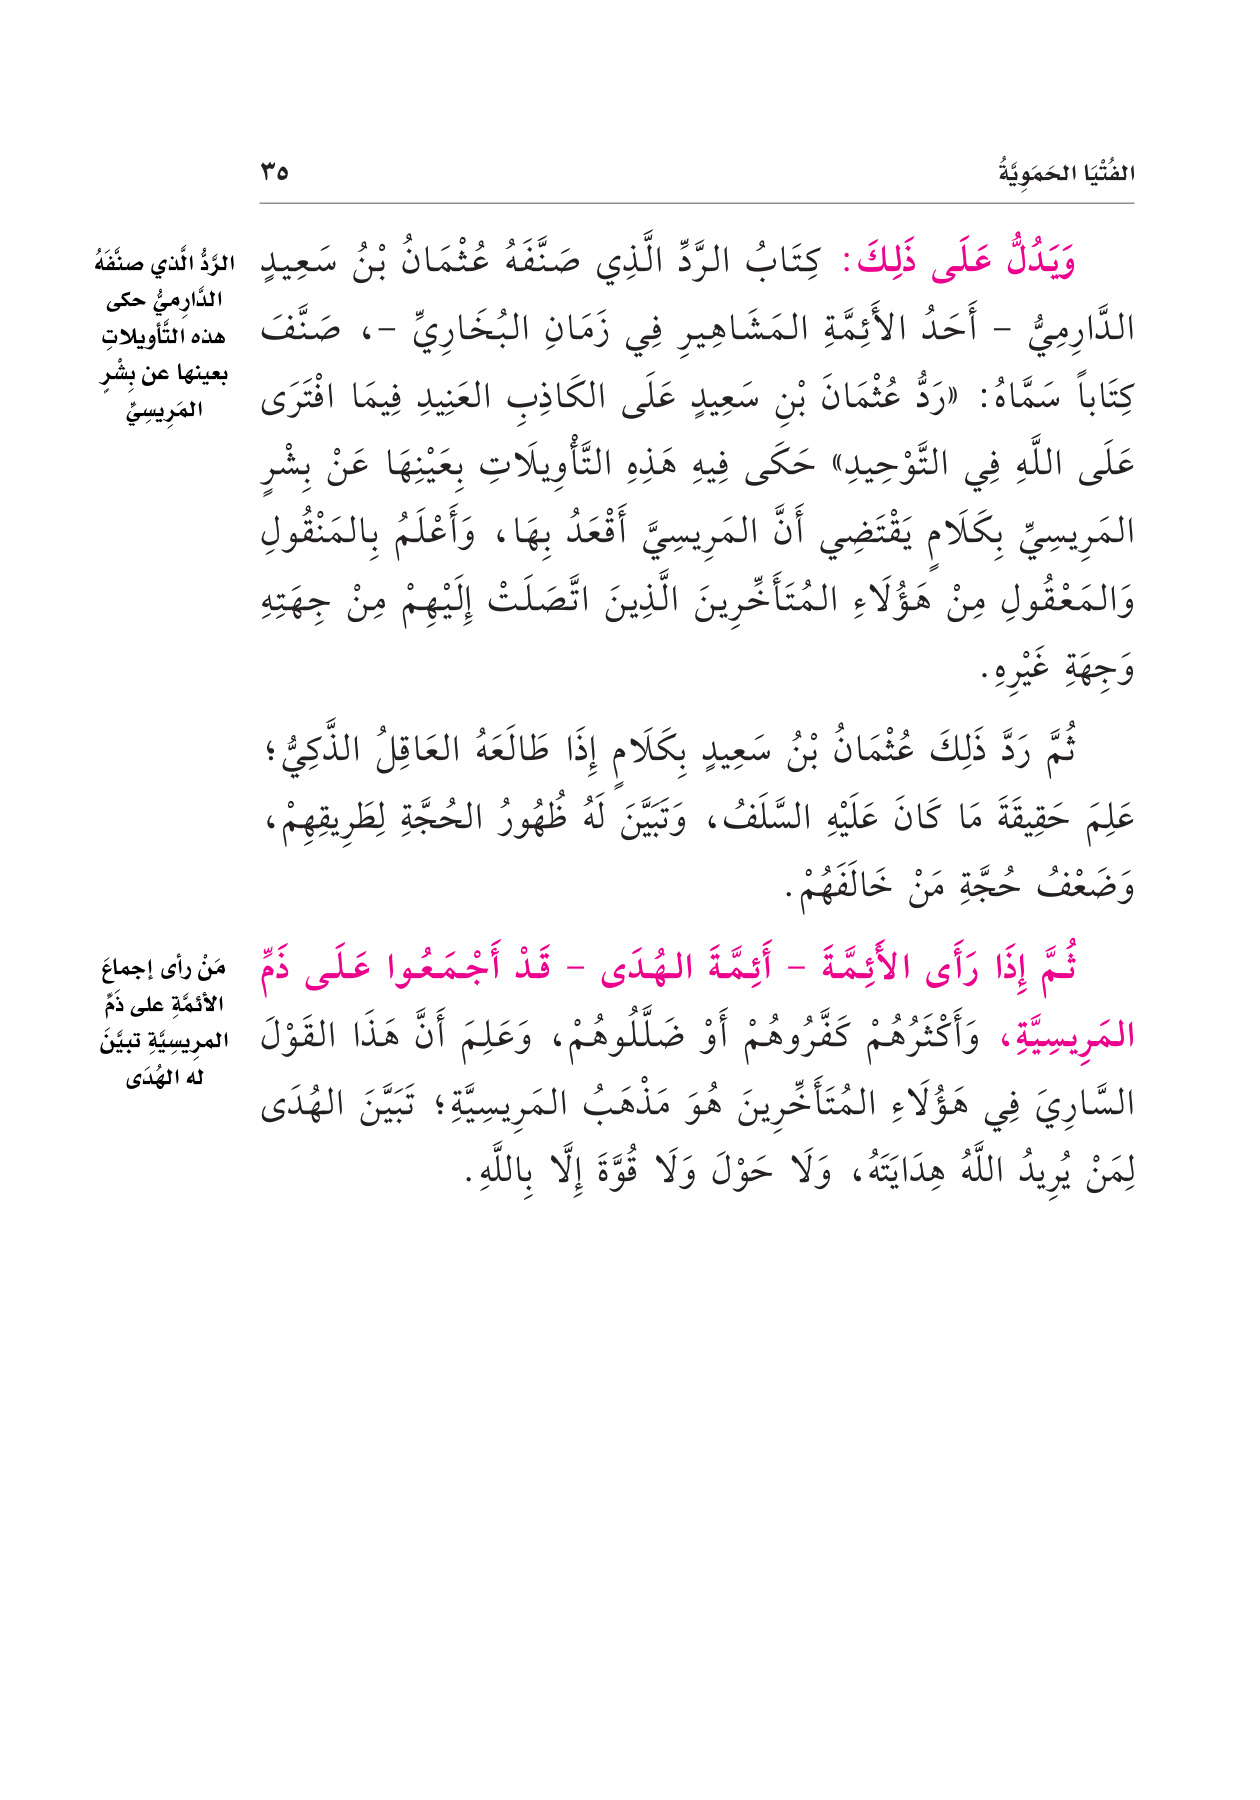 الفُتْيَا الحَمَوِيَّةُ
٣٥
وَيَدُلُّ عَلَى ذَلِكَ: كِتَابُ الرَّدِّ الَّذِي صَنَّفَهُ عُثْمَانُ بْنُ سَعِيدٍ
الدَّارِمِيُّ - أَحَدُ الأَئِمَّةِ المَشَاهِيرِ فِي زَمَانِ البُخَارِيِّ -، صَنَّفَ
كِتَاباً سَمَّاهُ: «رَدُّ عُثْمَانَ بْنِ سَعِيدٍ عَلَى الكَاذِبِ العَنِيدِ فِيمَا افْتَرَى
عَلَى اللَّهِ فِي التَّوْحِيدِ» حَكَى فِيهِ هَذِهِ التَّأْوِيلَاتِ بِعَيْنِهَا عَنْ بِشْرٍ
المَرِيسِيِّ بِكَلَامٍ يَقْتَضِي أَنَّ المَرِيسِيَّ أَقْعَدُ بِهَا، وَأَعْلَمُ بِالمَنْقُولِ
وَالمَعْقُولِ مِنْ هَؤُلَاءِ المُتَأَخِّرِينَ الَّذِينَ اتَّصَلَتْ إِلَيْهِمْ مِنْ جِهَتِهِ
وَجِهَةِ غَيْرِهِ.
الرَّدُّ الَّذي صنَّفَهُ
الدَّارِميُّ حكى
هذه التَّأويلاتِ
بعينها عن بِشْرٍ
المَرِيسِيِّ
ثُمَّ رَدَّ ذَلِكَ عُثْمَانُ بْنُ سَعِيدٍ بِكَلَامٍ إِذَا طَالَعَهُ العَاقِلُ الذَّكِيُّ؛
عَلِمَ حَقِيقَةَ مَا كَانَ عَلَيْهِ السَّلَفُ، وَتَبَيَّنَ لَهُ ظُهُورُ الحُجَّةِ لِطَرِيقِهِمْ،
وَضَعْفُ حُجَّةِ مَنْ خَالَفَهُمْ.
ثُمَّ إِذَا رَأَى الأَئِمَّةَ - أَئِمَّةَ الهُدَى - قَدْ أَجْمَعُوا عَلَى ذَمِّ
المَرِيسِيَّةِ، وَأَكْثَرُهُمْ كَفَّرُوهُمْ أَوْ ضَلَّلُوهُمْ، وَعَلِمَ أَنَّ هَذَا القَوْلَ
السَّارِيَ فِي هَؤُلَاءِ المُتَأَخِّرِينَ هُوَ مَذْهَبُ المَرِيسِيَّةِ؛ تَبَيَّنَ الهُدَى
لِمَنْ يُرِيدُ اللَّهُ هِدَايَتَهُ، وَلَا حَوْلَ وَلَا قُوَّةَ إِلَّا بِاللَّهِ.
مَنْ رأى إجماعَ
الأئمَّةِ على ذَمِّ
المرِيسِيَّةِ تبيَّنَ
له الهُدَى